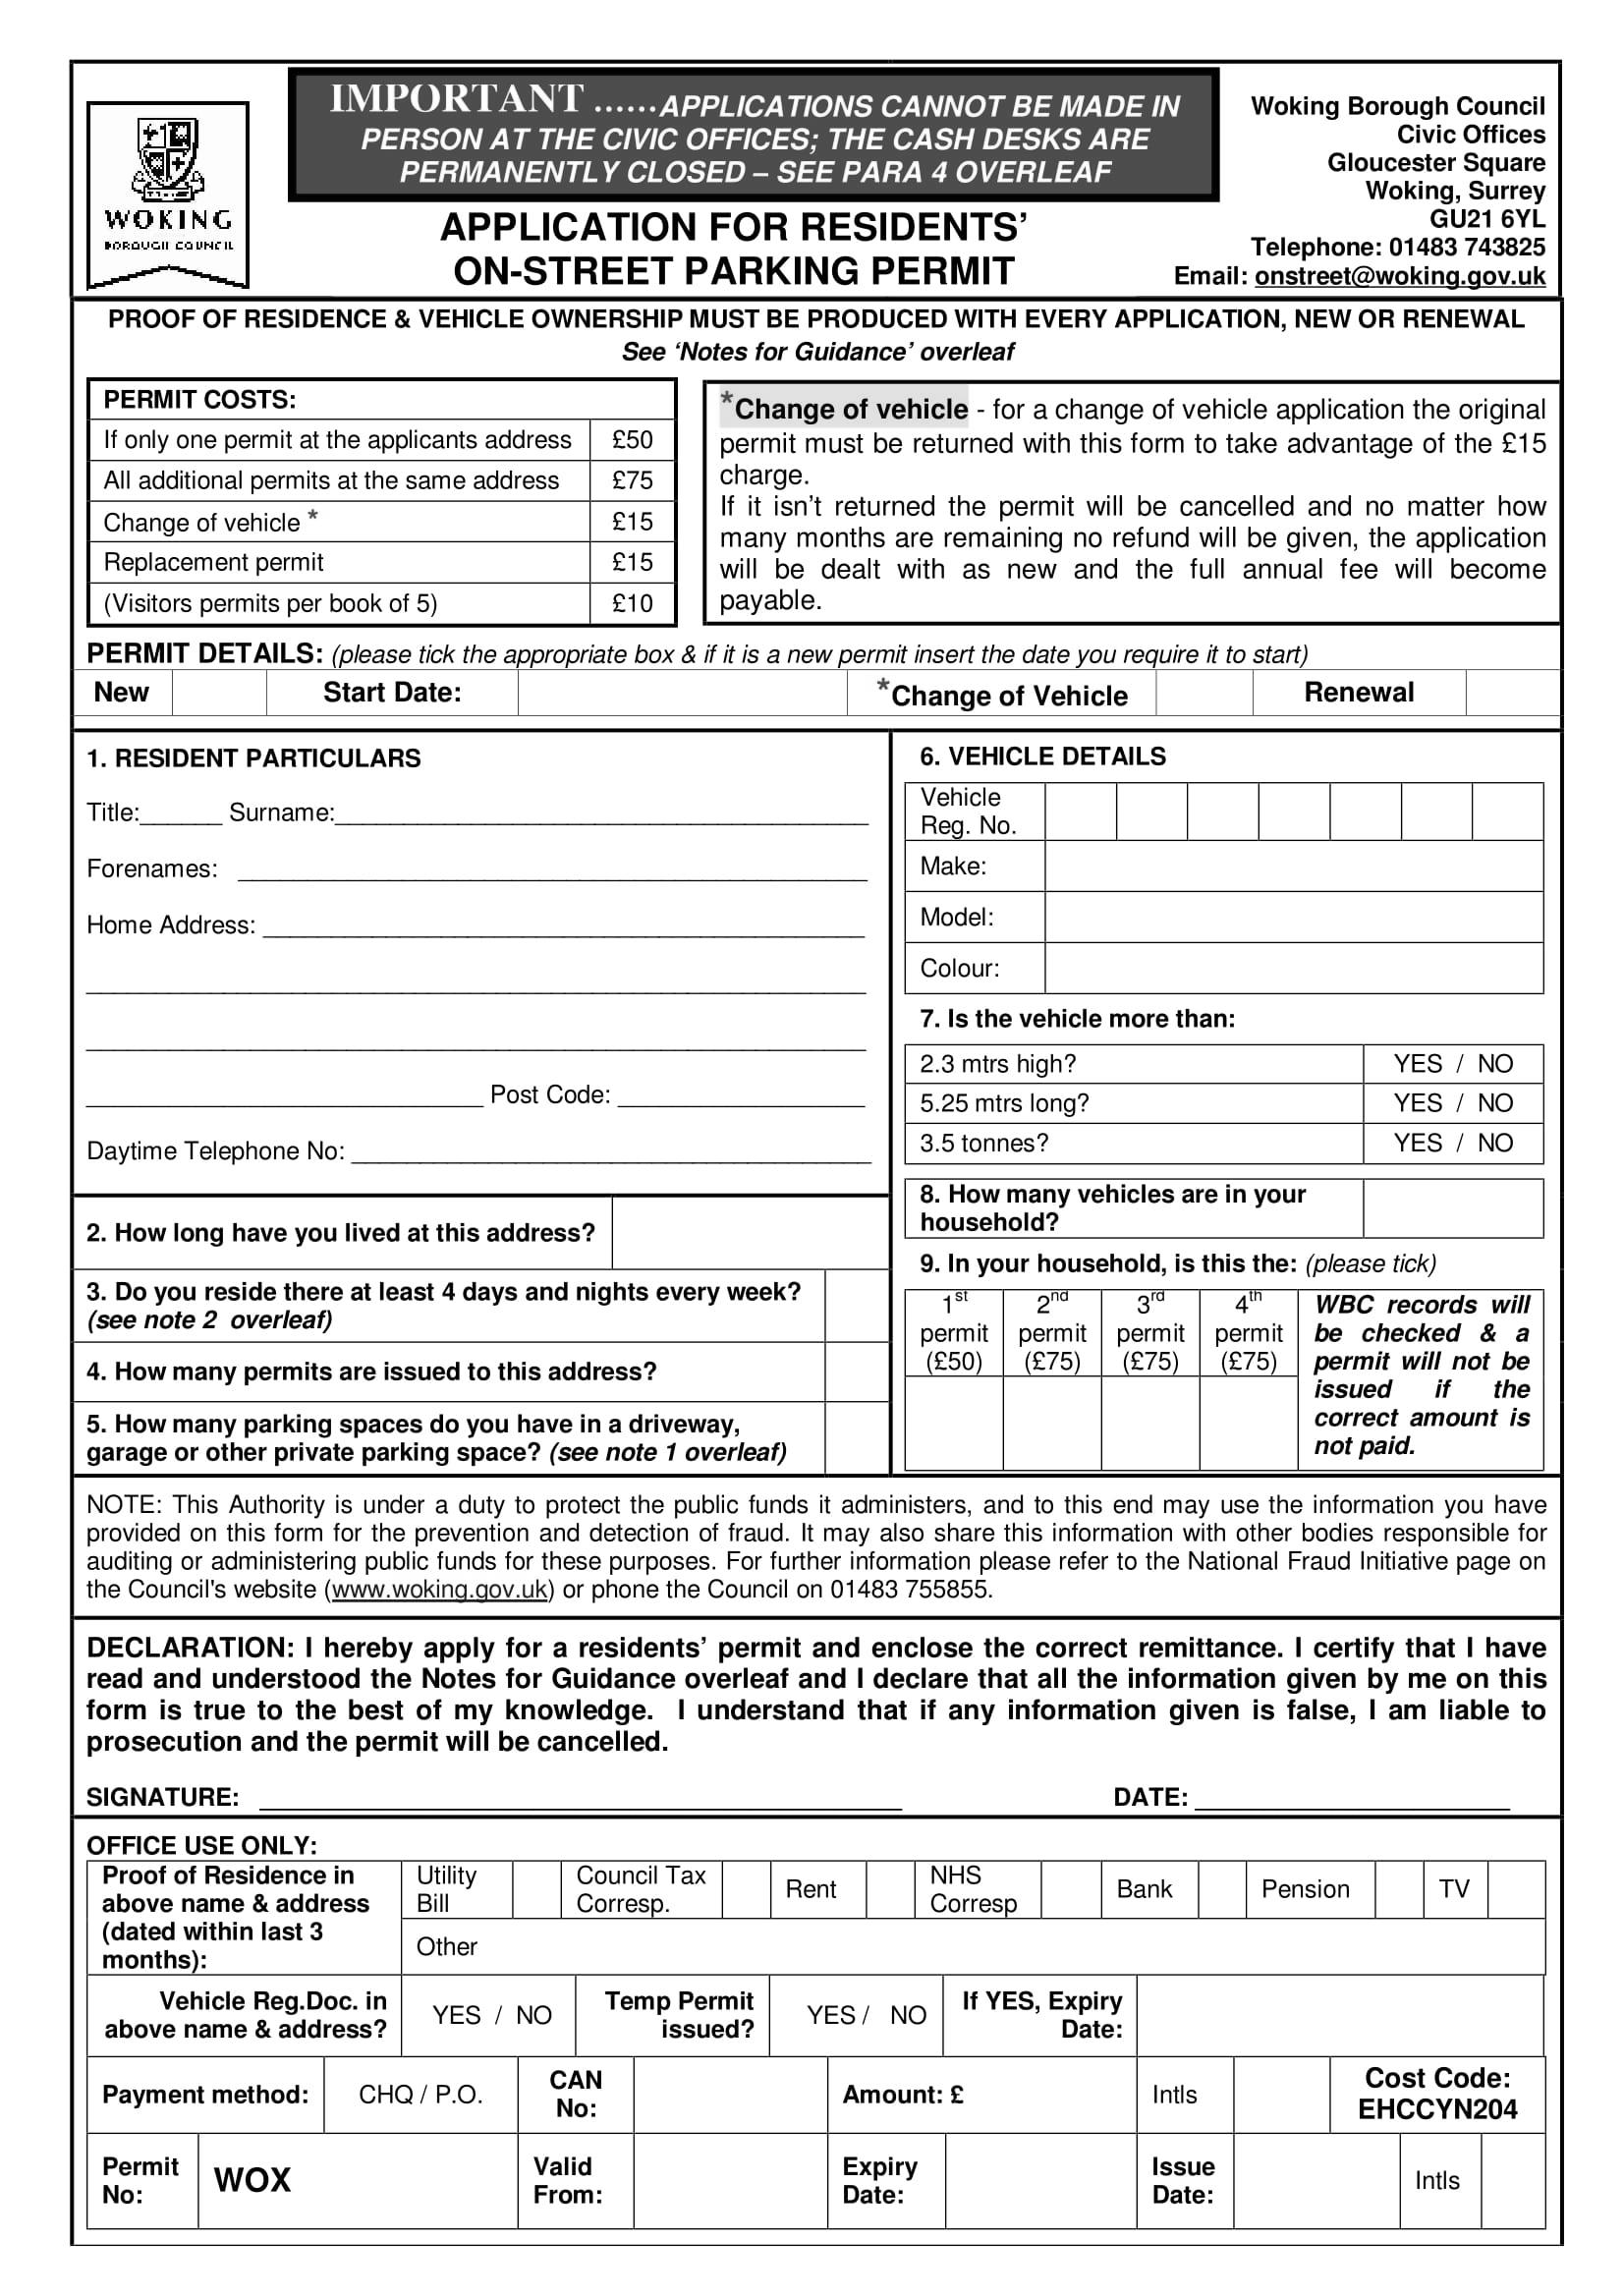 WOKING
BOROUGH COUNCIL
IMPORTANT ......APPLICATIONS CANNOT BE MADE IN
PERSON AT THE CIVIC OFFICES; THE CASH DESKS ARE
PERMANENTLY CLOSED – SEE PARA 4 OVERLEAF
APPLICATION FOR RESIDENTS’
ON-STREET PARKING PERMIT
Woking Borough Council
Civic Offices
Gloucester Square
Woking, Surrey
GU21 6YL
Telephone: 01483 743825
Email: onstreet@woking.gov.uk
PROOF OF RESIDENCE & VEHICLE OWNERSHIP MUST BE PRODUCED WITH EVERY APPLICATION, NEW OR RENEWAL
See ‘Notes for Guidance’ overleaf
PERMIT COSTS:
If only one permit at the applicants address £50
All additional permits at the same address £75
Change of vehicle * £15
Replacement permit £15
(Visitors permits per book of 5) £10
*Change of vehicle - for a change of vehicle application the original
permit must be returned with this form to take advantage of the £15
charge.
If it isn’t returned the permit will be cancelled and no matter how
many months are remaining no refund will be given, the application
will be dealt with as new and the full annual fee will become
payable.
PERMIT DETAILS: (please tick the appropriate box & if it is a new permit insert the date you require it to start)
New Start Date: *Change of Vehicle Renewal
1. RESIDENT PARTICULARS
Title:______ Surname:______________________________________
Forenames: ______________________________________________
Home Address: ____________________________________________
_________________________________________________________
_________________________________________________________
_____________________________ Post Code: __________________
Daytime Telephone No: ______________________________________
2. How long have you lived at this address?
3. Do you reside there at least 4 days and nights every week?
(see note 2 overleaf)
4. How many permits are issued to this address?
5. How many parking spaces do you have in a driveway,
garage or other private parking space? (see note 1 overleaf)
6. VEHICLE DETAILS
Vehicle
Reg. No.
Make:
Model:
Colour:
7. Is the vehicle more than:
2.3 mtrs high? YES / NO
5.25 mtrs long? YES / NO
3.5 tonnes? YES / NO
8. How many vehicles are in your
household?
9. In your household, is this the: (please tick)
1st permit (£50)
2nd permit (£75)
3rd permit (£75)
4th permit (£75)
WBC records will
be checked & a
permit will not be
issued if the
correct amount is
not paid.
NOTE: This Authority is under a duty to protect the public funds it administers, and to this end may use the information you have
provided on this form for the prevention and detection of fraud. It may also share this information with other bodies responsible for
auditing or administering public funds for these purposes. For further information please refer to the National Fraud Initiative page on
the Council's website (www.woking.gov.uk) or phone the Council on 01483 755855.
DECLARATION: I hereby apply for a residents’ permit and enclose the correct remittance. I certify that I have
read and understood the Notes for Guidance overleaf and I declare that all the information given by me on this
form is true to the best of my knowledge. I understand that if any information given is false, I am liable to
prosecution and the permit will be cancelled.
SIGNATURE: ______________________________ DATE: _______________
OFFICE USE ONLY:
Proof of Residence in
above name & address
(dated within last 3
months):
Utility
Bill
Council Tax
Corresp.
Rent
NHS
Corresp
Bank
Pension
TV
Other
Vehicle Reg.Doc. in
above name & address?
YES / NO
Temp Permit
issued?
YES / NO
If YES, Expiry
Date:
Payment method:
CHQ / P.O.
CAN
No:
Amount: £
Intls
Cost Code:
EHCCYN204
Permit
No:
WOX
Valid
From:
Expiry
Date:
Issue
Date:
Intls